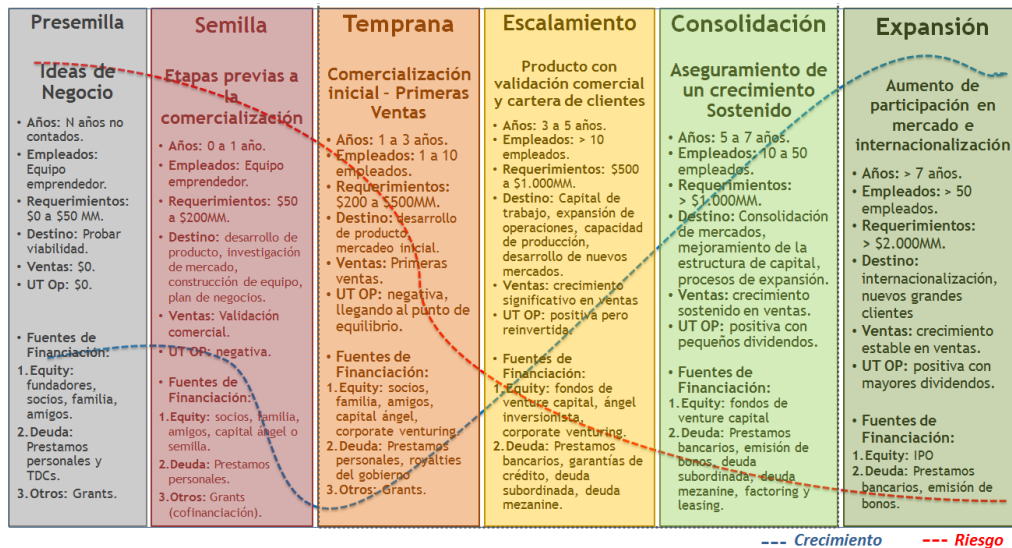 Presemilla
Ideas de
Negocio
• Años: N años no
contados.
• Empleados:
Equipo
emprendedor.
• Requerimientos:
$0 a $50 MM.
• Destino: Probar
viabilidad.
• Ventas: $0.
• UT Op: $0.
• Fuentes de
Financiación:
1.Equity:
fundadores,
socios, familia,
amigos.
2.Deuda:
Prestamos
personales y
TDCs.
3.Otros: Grants.
Semilla
Etapas previas a
la
comercialización
• Años: 0 a 1 año.
• Empleados: Equipo
emprendedor.
• Requerimientos: $50
a $200MM.
• Destino: desarrollo de
producto, investigación
de mercado,
construcción de equipo,
plan de negocios.
• Ventas: Validación
comercial.
• UT OP: negativa.
• Fuentes de
Financiación:
1.Equity: socios, familia,
amigos, capital ángel o
semilla.
2.Deuda: Prestamos
personales.
3.Otros: Grants
(cofinanciación).
Temprana
Comercialización
inicial - Primeras
Ventas
• Años: 1 a 3 años.
• Empleados: 1 a 10
empleados.
• Requerimientos:
$200 a $500MM.
• Destino: desarrollo
de producto,
mercadeo inicial.
• Ventas: Primeras
ventas.
• UT OP: negativa,
llegando al punto de
equilibrio.
• Fuentes de
Financiación:
1.Equity: socios,
familia, amigos,
capital ángel,
corporate venturing.
2.Deuda: Prestamos
personales, royalties
del gobierno
3.Otros: Grants.
Escalamiento
Producto con
validación comercial
y cartera de clientes
• Años: 3 a 5 años.
• Empleados: > 10
empleados.
• Requerimientos: $500
a $1.000MM.
• Destino: Capital de
trabajo, expansión de
operaciones, capacidad
de producción,
desarrollo de nuevos
mercados.
• Ventas: crecimiento
significativo en ventas
• UT OP: positiva pero
reinvertida.
• Fuentes de
Financiación:
1.Equity: fondos de
venture capital, ángel
inversionista,
corporate venturing.
2.Deuda: Prestamos
bancarios, garantías de
crédito, deuda
subordinada, deuda
mezanine.
Consolidación
Aseguramiento de
un crecimiento
Sostenido
• Años: 5 a 7 años.
• Empleados: 10 a 50
empleados.
• Requerimientos:
> $1.000MM.
• Destino: Consolidación
de mercados,
mejoramiento de la
estructura de capital,
procesos de expansión.
• Ventas: crecimiento
sostenido en ventas.
• UT OP: positiva con
pequeños dividendos.
• Fuentes de
Financiación:
1.Equity: fondos de
venture capital
2.Deuda: Prestamos
bancarios, emisión de
bonos, deuda
subordinada, deuda
mezanine, factoring y
leasing.
Expansión
Aumento de
participación en
mercado e
internacionalización
• Años: > 7 años.
• Empleados: > 50
empleados.
• Requerimientos:
> $2.000MM.
• Destino:
internacionalización,
nuevos grandes
clientes
• Ventas: crecimiento
estable en ventas.
• UT OP: positiva con
mayores dividendos.
• Fuentes de
Financiación:
1.Equity: IPO
2.Deuda: Prestamos
bancarios, emisión de
bonos.
Crecimiento
Riesgo